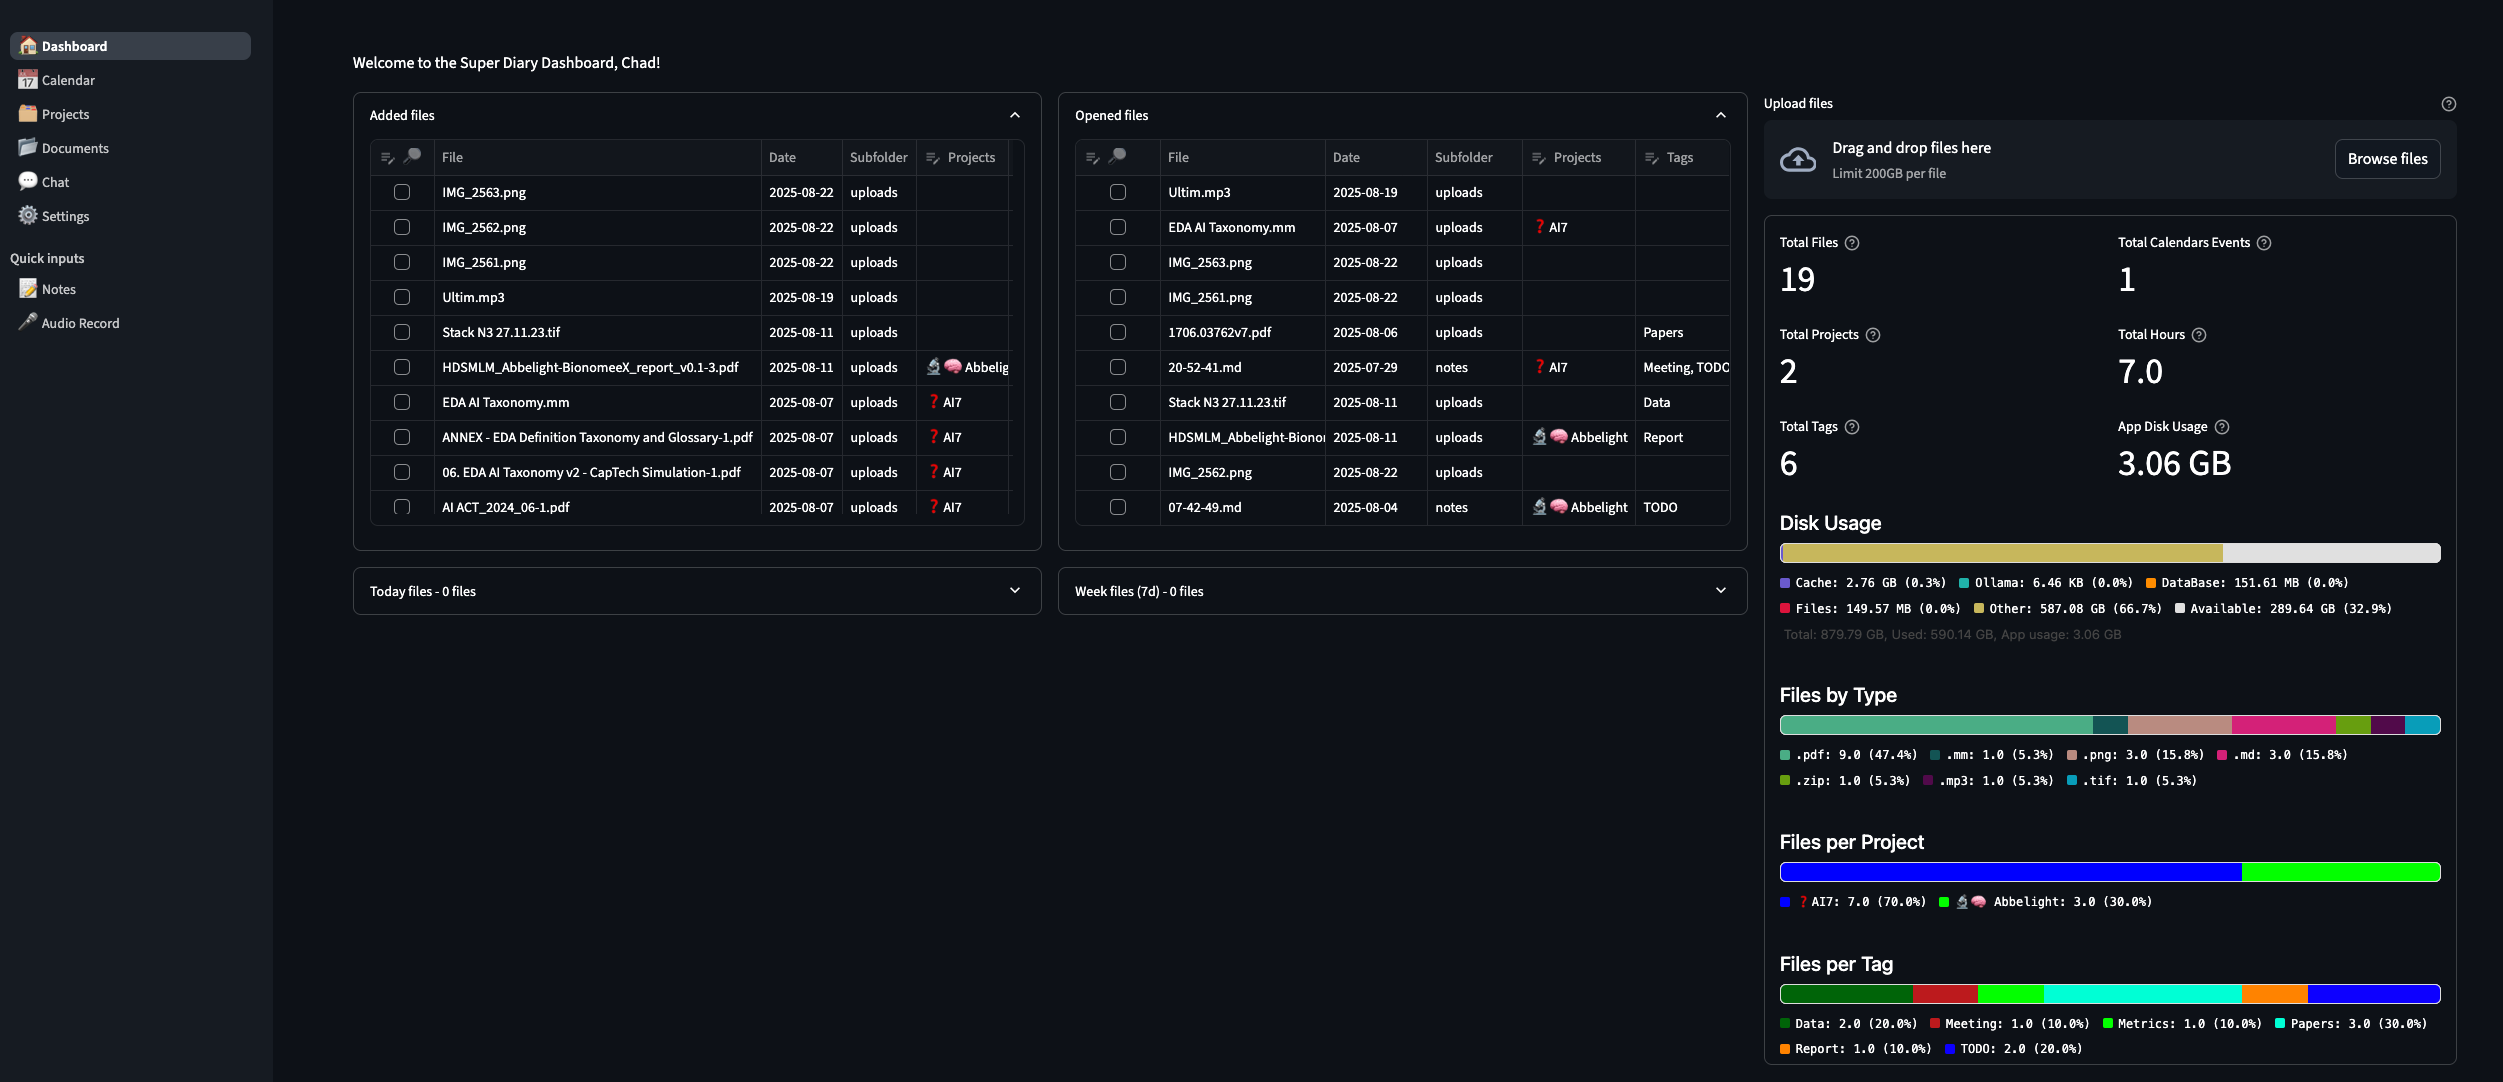 Dashboard
Calendar
Projects
Documents
Chat
Settings
Quick inputs
Notes
Audio Record
Welcome to the Super Diary Dashboard, Chad!
Added files
File Date Subfolder Projects
IMG_2563.png 2025-08-22 uploads
IMG_2562.png 2025-08-22 uploads
IMG_2561.png 2025-08-22 uploads
Ultim.mp3 2025-08-19 uploads
Stack N3 27.11.23.tif 2025-08-11 uploads
HDSMLM_Abbelight-BionomeeX_report_v0.1-3.pdf 2025-08-11 uploads 🔬🧠 Abbelig
EDA AI Taxonomy.mm 2025-08-07 uploads ❓ AI7
ANNEX - EDA Definition Taxonomy and Glossary-1.pdf 2025-08-07 uploads ❓ AI7
06. EDA AI Taxonomy v2 - CapTech Simulation-1.pdf 2025-08-07 uploads ❓ AI7
AI ACT_2024_06-1.pdf 2025-08-07 uploads ❓ AI7
Opened files
File Date Subfolder Projects Tags
Ultim.mp3 2025-08-19 uploads
EDA AI Taxonomy.mm 2025-08-07 uploads ❓ AI7
IMG_2563.png 2025-08-22 uploads
IMG_2561.png 2025-08-22 uploads
1706.03762v7.pdf 2025-08-06 uploads Papers
20-52-41.md 2025-07-29 notes ❓ AI7 Meeting, TODO
Stack N3 27.11.23.tif 2025-08-11 uploads Data
HDSMLM_Abbelight-Bionor 2025-08-11 uploads 🔬🧠 Abbelight Report
IMG_2562.png 2025-08-22 uploads
07-42-49.md 2025-08-04 notes 🔬🧠 Abbelight TODO
Today files - 0 files
Week files (7d) - 0 files
Upload files
Drag and drop files here
Limit 200GB per file
Browse files
Total Files
19
Total Calendars Events
1
Total Projects
2
Total Hours
7.0
Total Tags
6
App Disk Usage
3.06 GB
Disk Usage
Cache: 2.76 GB (0.3%) Ollama: 6.46 KB (0.0%) DataBase: 151.61 MB (0.0%)
Files: 149.57 MB (0.0%) Other: 587.08 GB (66.7%) Available: 289.64 GB (32.9%)
Total: 879.79 GB, Used: 590.14 GB, App usage: 3.06 GB
Files by Type
.pdf: 9.0 (47.4%) .mm: 1.0 (5.3%) .png: 3.0 (15.8%) .md: 3.0 (15.8%)
.zip: 1.0 (5.3%) .mp3: 1.0 (5.3%) .tif: 1.0 (5.3%)
Files per Project
❓ AI7: 7.0 (70.0%) 🔬🧠 Abbelight: 3.0 (30.0%)
Files per Tag
Data: 2.0 (20.0%) Meeting: 1.0 (10.0%) Metrics: 1.0 (10.0%) Papers: 3.0 (30.0%)
Report: 1.0 (10.0%) TODO: 2.0 (20.0%)